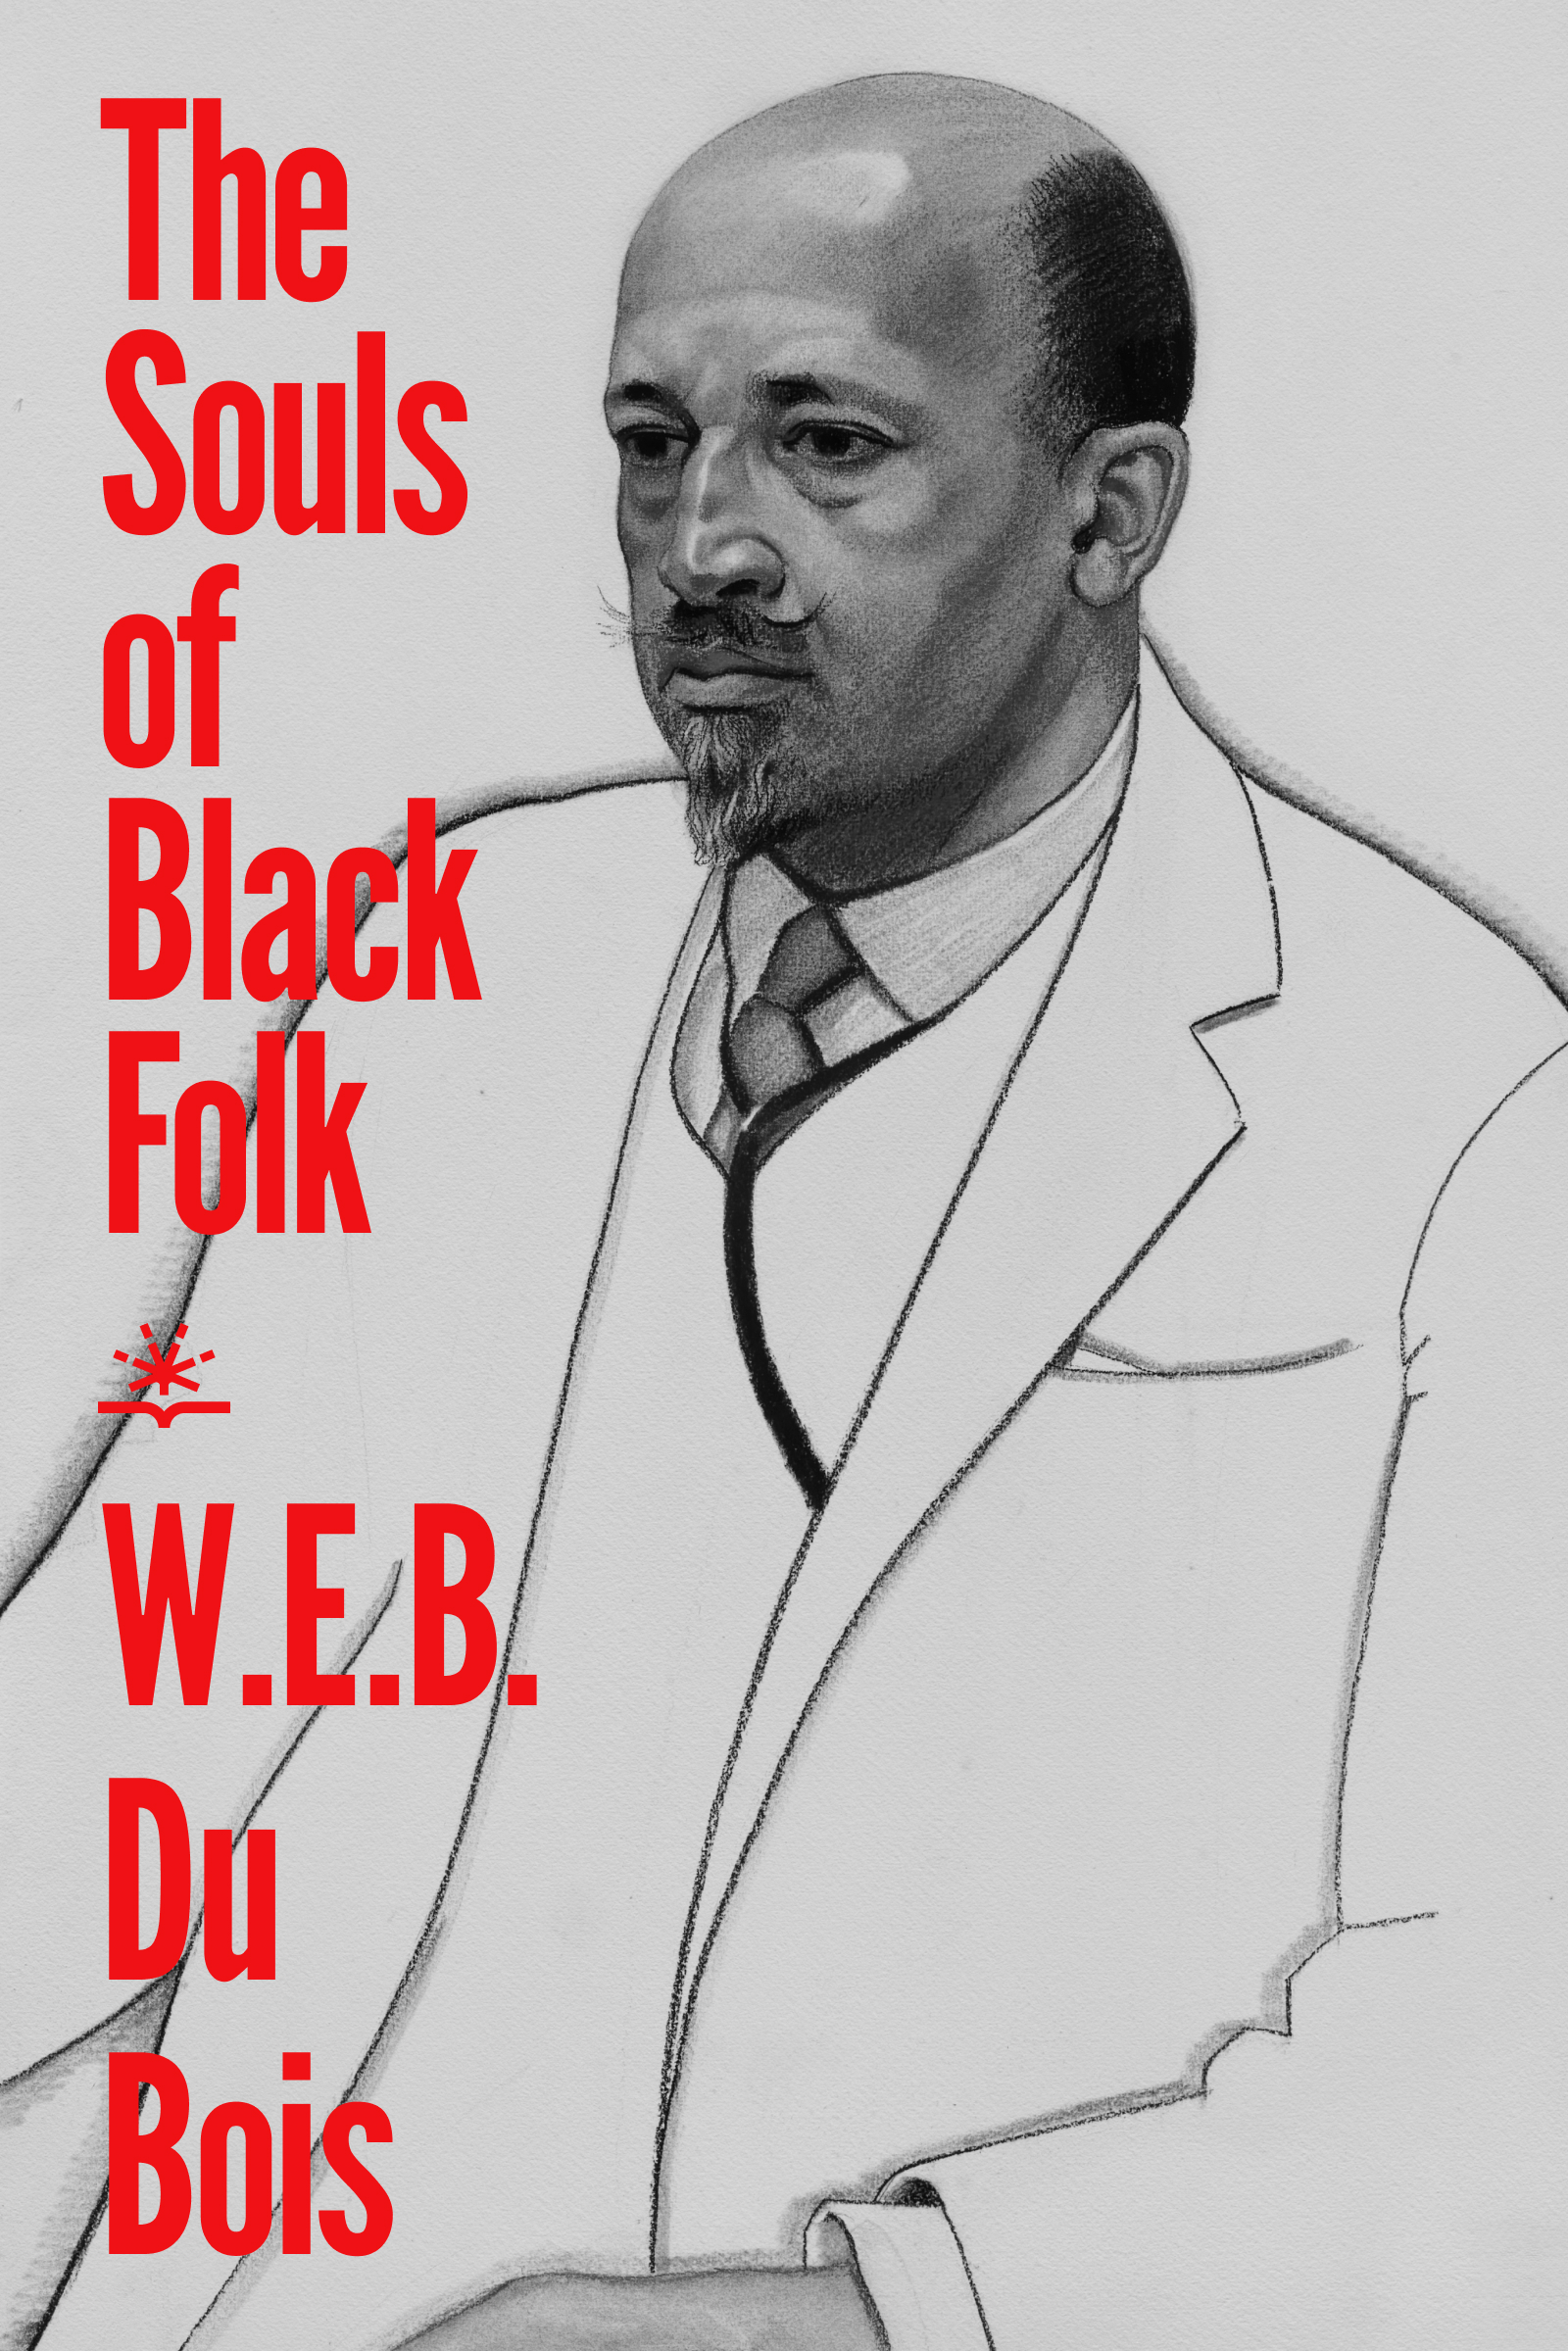 The
Souls
of
Black
Folk
W.E.B.
Du
Bois